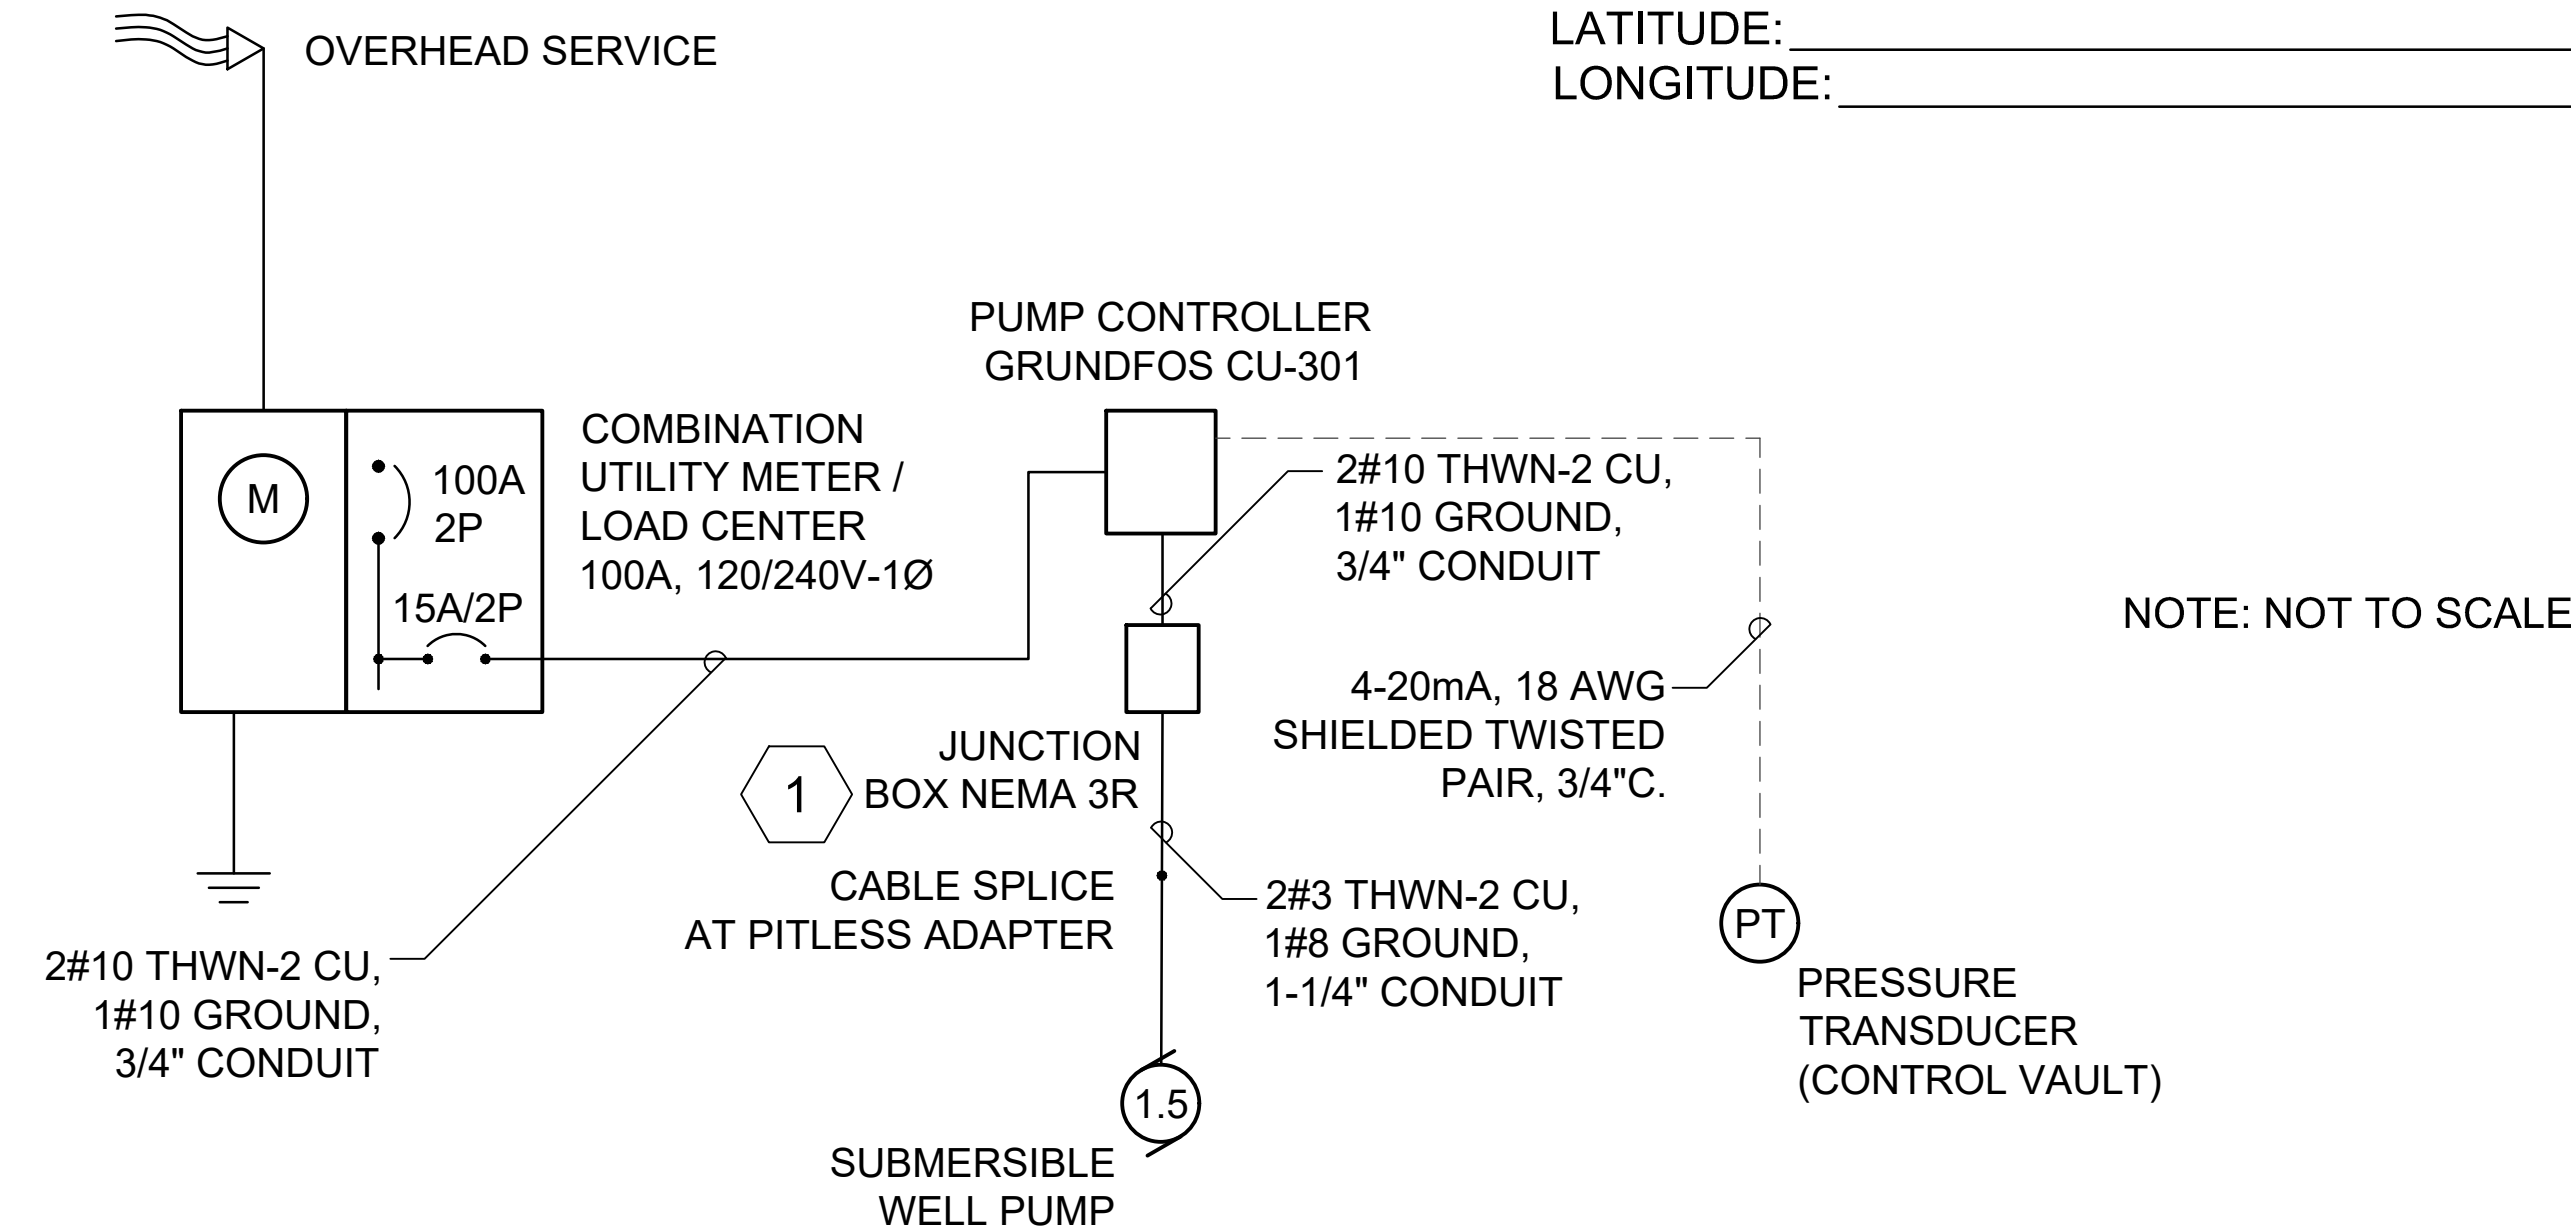 OVERHEAD SERVICE
LATITUDE:
LONGITUDE:
PUMP CONTROLLER
GRUNDFOS CU-301
M
100A
2P
15A/2P
COMBINATION
UTILITY METER /
LOAD CENTER
100A, 120/240V-1Ø
2#10 THWN-2 CU,
1#10 GROUND,
3/4" CONDUIT
NOTE: NOT TO SCALE
4-20mA, 18 AWG
SHIELDED TWISTED
PAIR, 3/4"C.
JUNCTION
BOX NEMA 3R
1
CABLE SPLICE
AT PITLESS ADAPTER
2#3 THWN-2 CU,
1#8 GROUND,
1-1/4" CONDUIT
PT
PRESSURE
TRANSDUCER
(CONTROL VAULT)
2#10 THWN-2 CU,
1#10 GROUND,
3/4" CONDUIT
1.5
SUBMERSIBLE
WELL PUMP